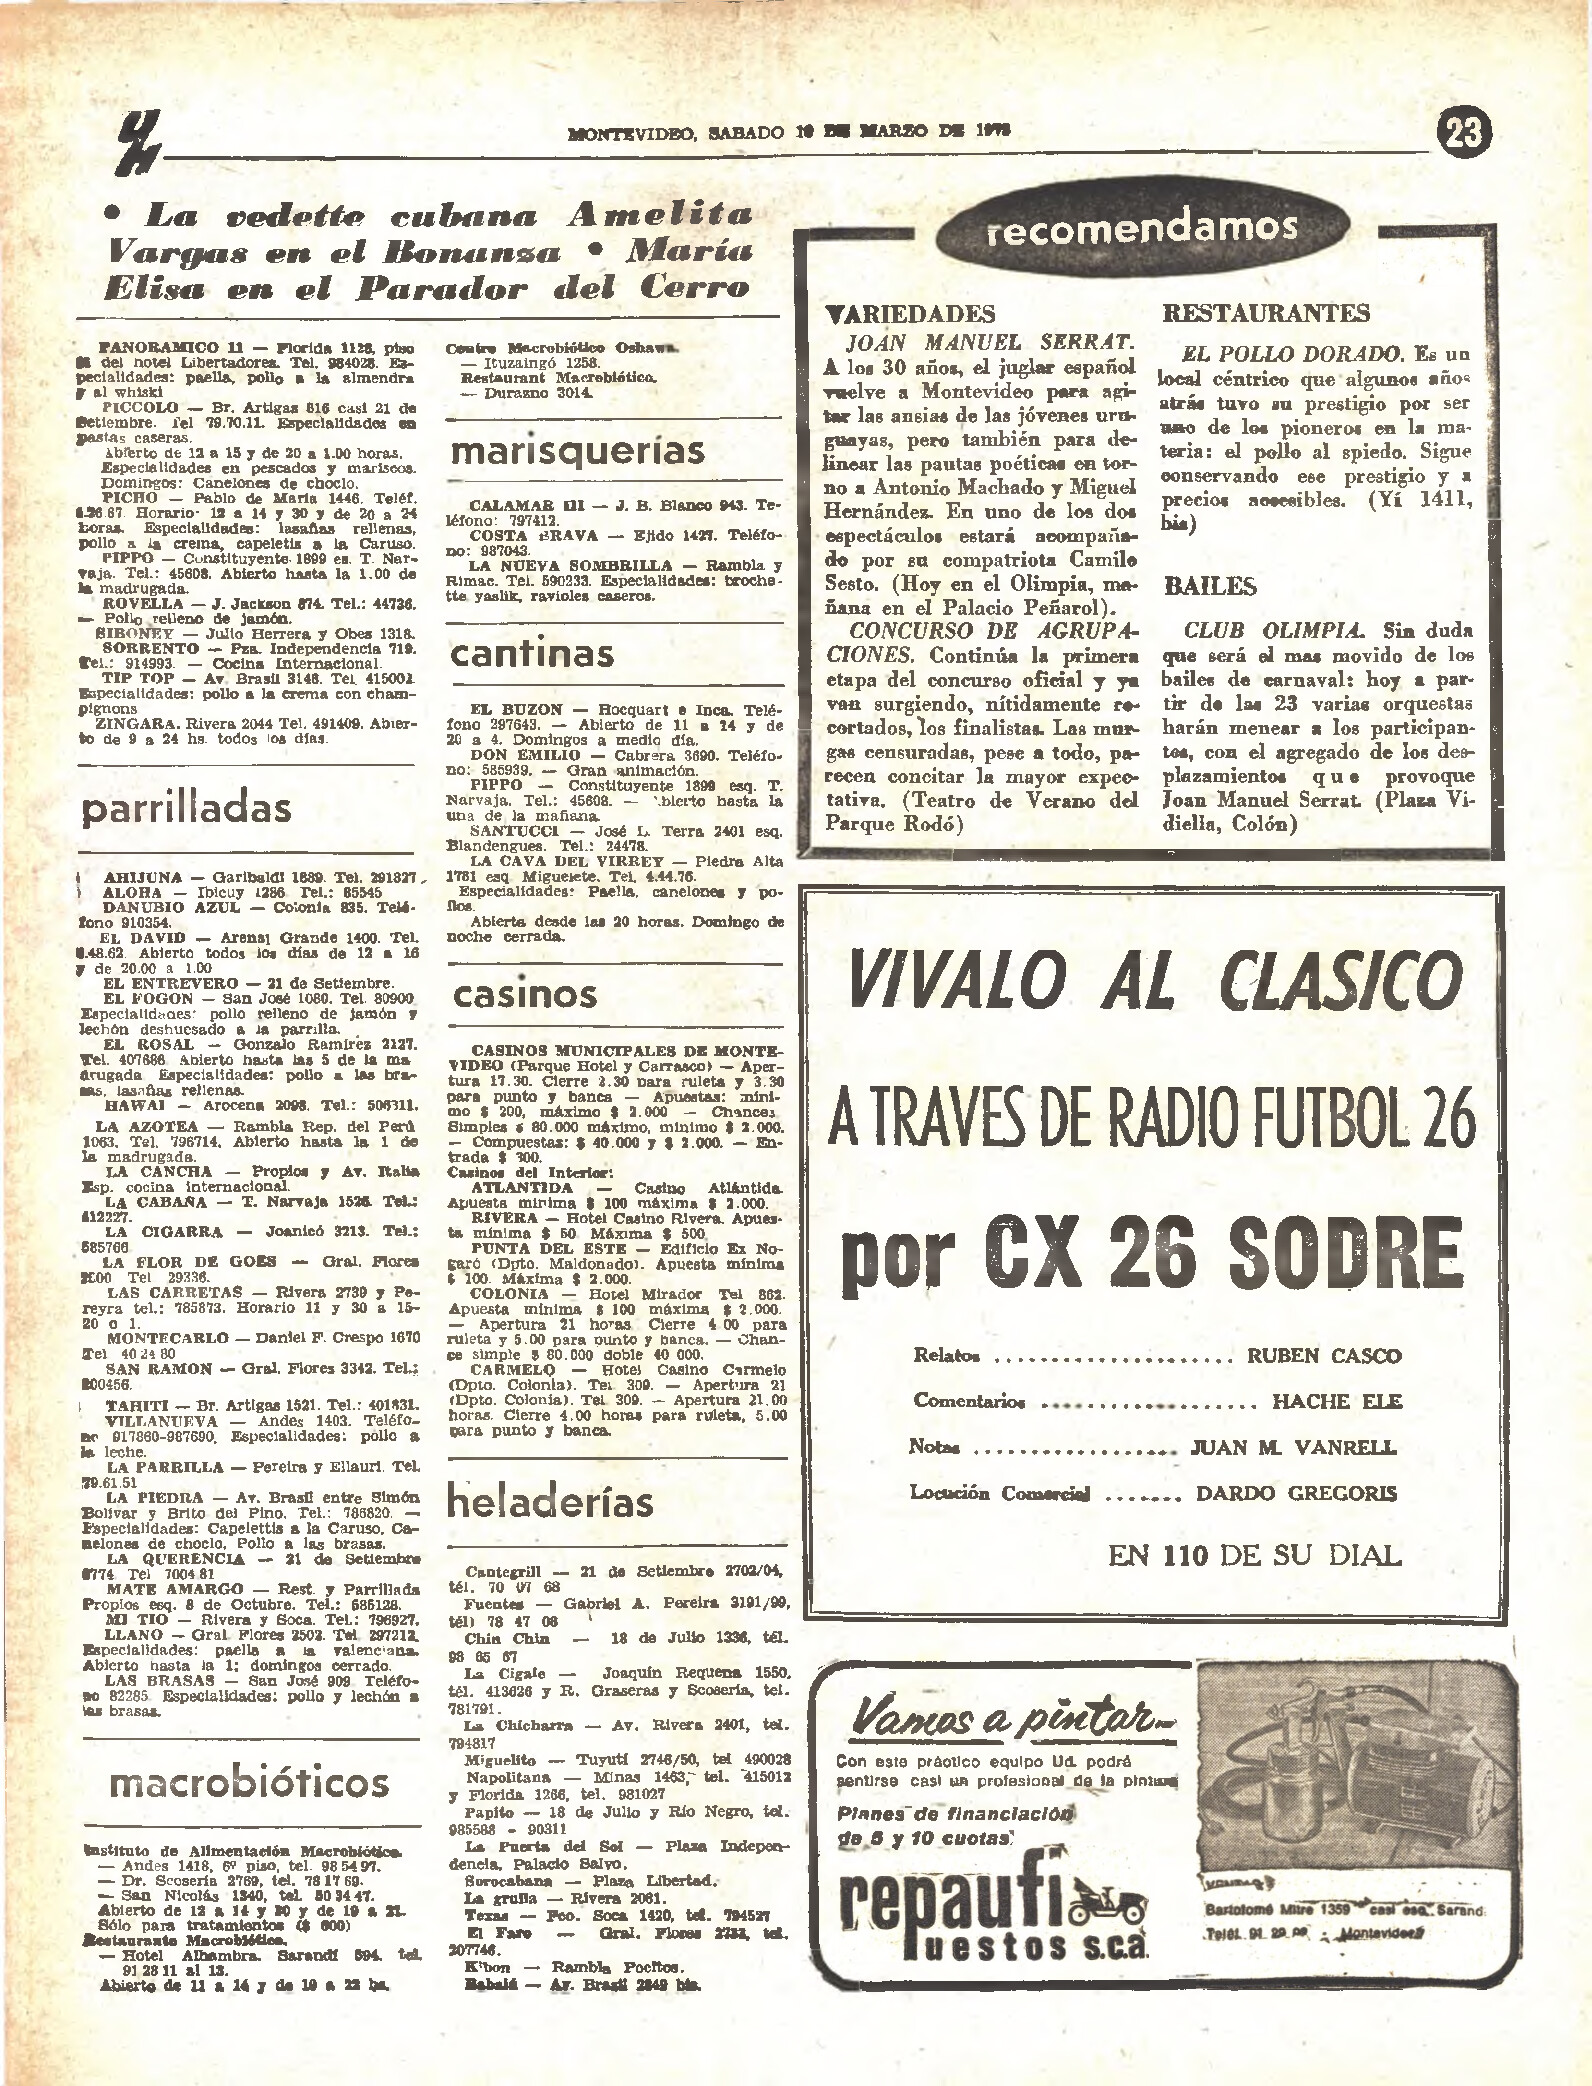 MONTEVIDEO, SABADO 10 DE MARZO DE 1973
23
• La vedette cubana Amelita
Vargas en el Bonanza • María
Elisa en el Parador del Cerro
PANORAMICO 11 — Florida 1128, piso
del hotel Libertadores. Tel. 984028. Es-
pecialidades: paella, pollo a la almendra
y al whiski
PICCOLO — Br. Artigas 816 casi 21 de
Setiembre. Tel 79.70.11. Especialidades en
pastas caseras.
Abierto de 12 a 15 y de 20 a 1.00 horas.
Especialidades en pescados y mariscos.
Domingos: Canelones de choclo.
PICHO — Pablo de María 1446. Teléf.
Horario: 12 a 14 y 30 y de 20 a 24
horas. Especialidades: lasañas rellenas,
pollo a la crema, capeletis a la Caruso.
PIPPO — Constituyente 1899 es. T. Nar-
vaja. Tel.: 45608. Abierto hasta la 1.00 de
la madrugada.
ROVELLA — J. Jackson 874. Tel.: 44736.
— Pollo relleno de jamón.
SIBONEY — Julio Herrera y Obes 1318.
SORRENTO — Pza. Independencia 719.
Tel.: 914993. — Cocina Internacional.
TIP TOP — Av. Brasil 3146. Tel. 415001
Especialidades: pollo a la crema con cham-
pignons
ZINGARA. Rivera 2044 Tel. 491409. Abier-
to de 9 a 24 hs. todos los días.
parrilladas
AHIJUNA — Garibaldi 1889. Tel. 291827.
ALOHA — Ibicuy 1286 Tel.: 85545
DANUBIO AZUL — Colonia 835. Telé-
fono 910354.
EL DAVID — Arenal Grande 1400. Tel.
Abierto todos los días de 12 a 16
y de 20.00 a 1.00
EL ENTREVERO — 21 de Setiembre.
EL FOGON — San José 1080. Tel. 80900
Especialidades: pollo relleno de jamón y
lechón deshuesado a la parrilla.
EL ROSAL — Gonzalo Ramírez 2127.
Tel. 407686. Abierto hasta las 5 de la ma
drugada Especialidades: pollo a las bra-
sas, lasañas rellenas.
HAWAI — Arocena 2098. Tel.: 506311.
LA AZOTEA — Rambla Rep. del Perú
1063. Tel. 796714. Abierto hasta la 1 de
la madrugada.
LA CANCHA — Propios y Av. Italia
Esp. cocina internacional.
LA CABAÑA — T. Narvaja 1528. Tel.:
412227.
LA CIGARRA — Joanicó 3213. Tel.:
585766
LA FLOR DE GOES — Gral. Flores
Tel 29336.
LAS CARRETAS — Rivera 2739 y Pe-
reyra tel.: 785873. Horario 11 y 30 a 15-
20 o 1.
MONTECARLO — Daniel F. Crespo 1670
Tel 40 24 80
SAN RAMON — Gral. Flores 3342. Tel.:
200456.
TAHITI — Br. Artigas 1521. Tel.: 401831.
VILLANUEVA — Andes 1403. Teléfo-
no 917860-987690, Especialidades: pollo a
la leche.
LA PARRILLA — Pereira y Ellauri. Tel.
79.61.51
LA PIEDRA — Av. Brasil entre Simón
Bolívar y Brito del Pino. Tel.: 786820. —
Especialidades: Capelettis a la Caruso, Ca-
nelones de choclo, Pollo a las brasas.
LA QUERENCIA — 21 de Setiembre
Tel 7004 81
MATE AMARGO — Rest. y Parrillada
Propios esq. 8 de Octubre. Tel.: 586128.
MI TIO — Rivera y Soca. Tel.: 796927.
LLANO — Gral. Flores 2502. Tel 297212.
Especialidades: paella a la valenciana.
Abierto hasta la 1; domingos cerrado.
LAS BRASAS — San José 909 Teléfo-
no 82285. Especialidades: pollo y lechón a
las brasas.
macrobióticos
Instituto de Alimentación Macrobiótica.
— Andes 1418, 6º piso, tel. 98 54 97.
— Dr. Scosería 2769, tel. 78 17 69.
— San Nicolás 1340, tel. 50 34 47.
Abierto de 12 a 14 y 30 y de 19 a 21.
Sólo para tratamientos ($ 600)
Restaurante Macrobiótica.
— Hotel Alhambra. Sarandí 594. tel.
91 28 11 al 13.
Abierto de 11 a 14 y de 19 a 22 hs.
Centro Macrobiótico Oshawa.
— Ituzaingó 1258.
Restaurant Macrobiótico.
— Durazno 3014.
marisquerías
CALAMAR III — J. B. Blanco 943. Te-
léfono: 797412.
COSTA BRAVA — Ejido 1427. Teléfo-
no: 987043.
LA NUEVA SOMBRILLA — Rambla y
Rimac. Tel. 590233. Especialidades: broche-
tte yaslik, ravioles caseros.
cantinas
EL BUZON — Hocquart e Inca. Telé-
fono 297643. — Abierto de 11 a 14 y de
20 a 4. Domingos a medio día.
DON EMILIO — Cabrera 3690. Teléfo-
no: 585939. — Gran animación.
PIPPO — Constituyente 1899 esq. T.
Narvaja. Tel.: 45608. — Abierto hasta la
una de la mañana.
SANTUCCI — José L. Terra 2401 esq.
Blandengues. Tel.: 24478.
LA CAVA DEL VIRREY — Piedra Alta
1781 esq Miguelete. Tel. 4.44.76.
Especialidades: Paella, canelones y po-
llos.
Abierta desde las 20 horas. Domingo de
noche cerrada.
casinos
CASINOS MUNICIPALES DE MONTE-
VIDEO (Parque Hotel y Carrasco) — Aper-
tura 17.30. Cierre 2.30 para ruleta y 3.30
para punto y banca — Apuestas: míni-
mo $ 200, máximo $ 2.000 — Chances
Simples $ 80.000 máximo, mínimo $ 2.000.
— Compuestas: $ 40.000 y $ 2.000. — En-
trada $ 300.
Casinos del Interior:
ATLANTIDA — Casino Atlántida.
Apuesta mínima $ 100 máxima $ 2.000.
RIVERA — Hotel Casino Rivera. Apues-
ta mínima $ 50 Máxima $ 500.
PUNTA DEL ESTE — Edificio Ex No-
garó (Dpto. Maldonado). Apuesta mínima
$ 100. Máxima $ 2.000.
COLONIA — Hotel Mirador Tel 862.
Apuesta mínima $ 100 máxima $ 2.000.
— Apertura 21 horas Cierre 4 00 para
ruleta y 5.00 para punto y banca. — Chan-
ce simple $ 80.000 doble 40 000.
CARMELO — Hotel Casino Carmelo
(Dpto. Colonia). Tel 309. — Apertura 21
(Dpto. Colonia). Tel 309. — Apertura 21.00
horas. Cierre 4.00 horas para ruleta, 5.00
para punto y banca.
heladerías
Cantegrill — 21 de Setiembre 2702/04,
tél. 70 07 68
Fuentes — Gabriel A. Pereira 3191/99,
tél) 78 47 08
Chin Chin — 18 de Julio 1336, tél.
98 65 67
La Cigale — Joaquín Requena 1550,
tél. 413626 y R. Graseras y Scosería, tel.
781791.
La Chicharra — Av. Rivera 2401, tel.
794817
Miguelito — Tuyutí 2746/50, tel 490028
Napolitana — Minas 1463, tel. 415012
y Florida 1266, tel. 981027
Papito — 18 de Julio y Río Negro, tel.
985588 - 90311
La Puerta del Sol — Plaza Indepen-
dencia, Palacio Salvo.
Sorocabana — Plaza Libertad.
La grulla — Rivera 2061.
Texas — Fco. Soca 1420, tel. 794527
El Faro — Gral. Flores tel.
207746.
Kibon — Rambla Pocitos.
Babalú — Av. Brasil 2849 bis.
recomendamos
VARIEDADES
JOAN MANUEL SERRAT.
A los 30 años, el juglar español
vuelve a Montevideo para agi-
tar las ansias de las jóvenes uru-
guayas, pero también para de-
linear las pautas poéticas en tor-
no a Antonio Machado y Miguel
Hernández. En uno de los dos
espectáculos estará acompaña-
do por su compatriota Camilo
Sesto. (Hoy en el Olimpia, ma-
ñana en el Palacio Peñarol).
CONCURSO DE AGRUPA-
CIONES. Continúa la primera
etapa del concurso oficial y ya
van surgiendo, nítidamente re-
cortados, los finalistas. Las mur-
gas censuradas, pese a todo, pa-
recen concitar la mayor expec-
tativa. (Teatro de Verano del
Parque Rodó)
RESTAURANTES
EL POLLO DORADO. Es un
local céntrico que algunos años
atrás tuvo su prestigio por ser
uno de los pioneros en la ma-
teria: el pollo al spiedo. Sigue
conservando ese prestigio y a
precios accesibles. (Yí 1411,
bis)
BAILES
CLUB OLIMPIA. Sin duda
que será el mas movido de los
bailes de carnaval: hoy a par-
tir de las 23 varias orquestas
harán menear a los participan-
tes, con el agregado de los des-
plazamientos que provoque
Joan Manuel Serrat. (Plaza Vi-
diella, Colón)
VIVALO AL CLASICO
A TRAVES DE RADIO FUTBOL 26
por CX 26 SODRE
Relatos ........................ RUBEN CASCO
Comentarios ...................... HACHE ELE
Notas ..................... JUAN M. VANRELL
Locución Comercial ........ DARDO GREGORIS
EN 110 DE SU DIAL
Vamos a pintar-
Con este práctico equipo Ud. podrá
sentirse casi un profesional de la pintura
Planes de financiación
de 5 y 10 cuotas.
repaufi
uestos s.c.a.
Bartolomé Mitre 1359 casi esq. Sarandí
Teléf. 91 29 - Montevideo